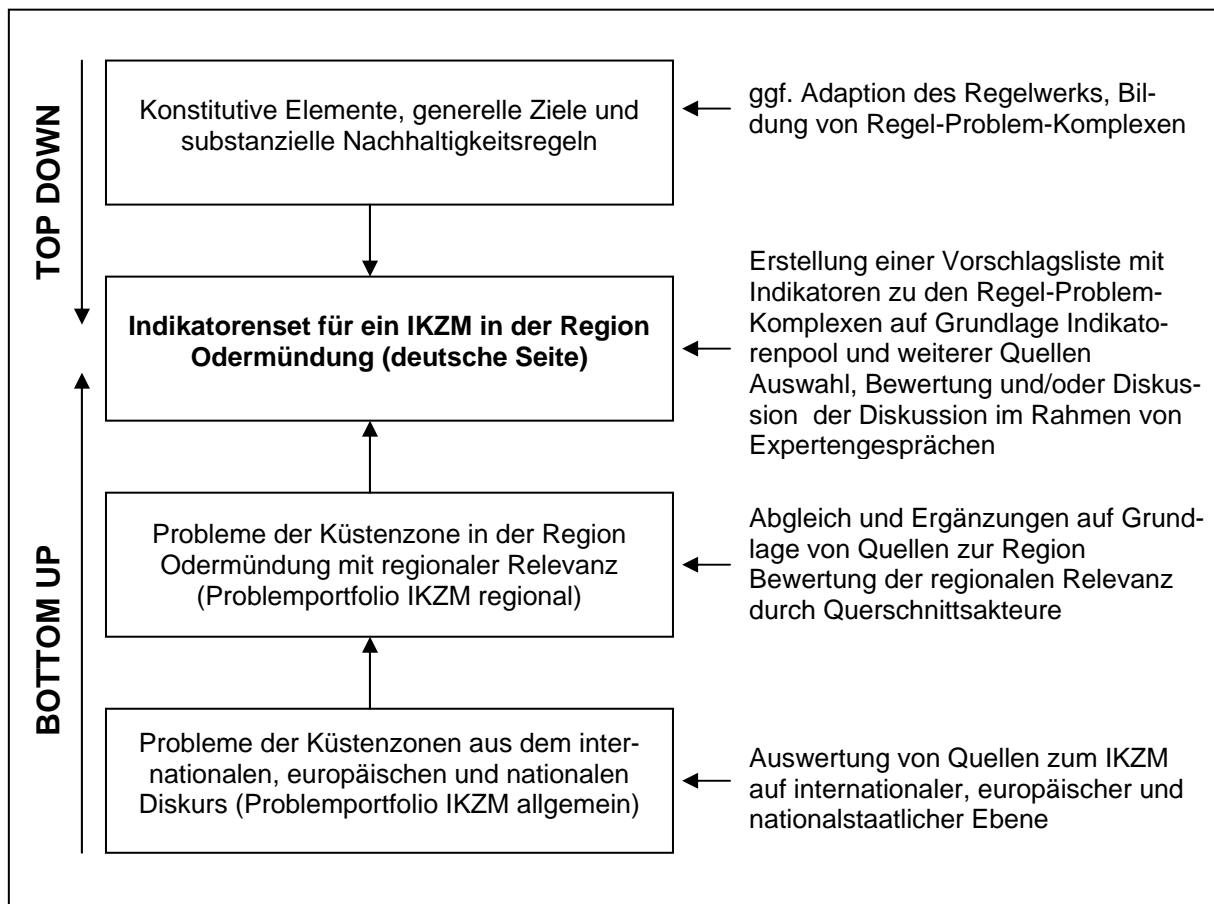 TOP DOWN
Konstitutive Elemente, generelle Ziele und
substanzielle Nachhaltigkeitsregeln
ggf. Adaption des Regelwerks, Bil-
dung von Regel-Problem-Komplexen
Indikatorenset für ein IKZM in der Region
Odermündung (deutsche Seite)
Erstellung einer Vorschlagsliste mit
Indikatoren zu den Regel-Problem-
Komplexen auf Grundlage Indikato-
renpool und weiterer Quellen
Auswahl, Bewertung und/oder Diskus-
sion der Diskussion im Rahmen von
Expertengesprächen
BOTTOM UP
Probleme der Küstenzone in der Region
Odermündung mit regionaler Relevanz
(Problemportfolio IKZM regional)
Abgleich und Ergänzungen auf Grund-
lage von Quellen zur Region
Bewertung der regionalen Relevanz
durch Querschnittsakteure
Probleme der Küstenzonen aus dem inter-
nationalen, europäischen und nationalen
Diskurs (Problemportfolio IKZM allgemein)
Auswertung von Quellen zum IKZM
auf internationaler, europäischer und
nationalstaatlicher Ebene